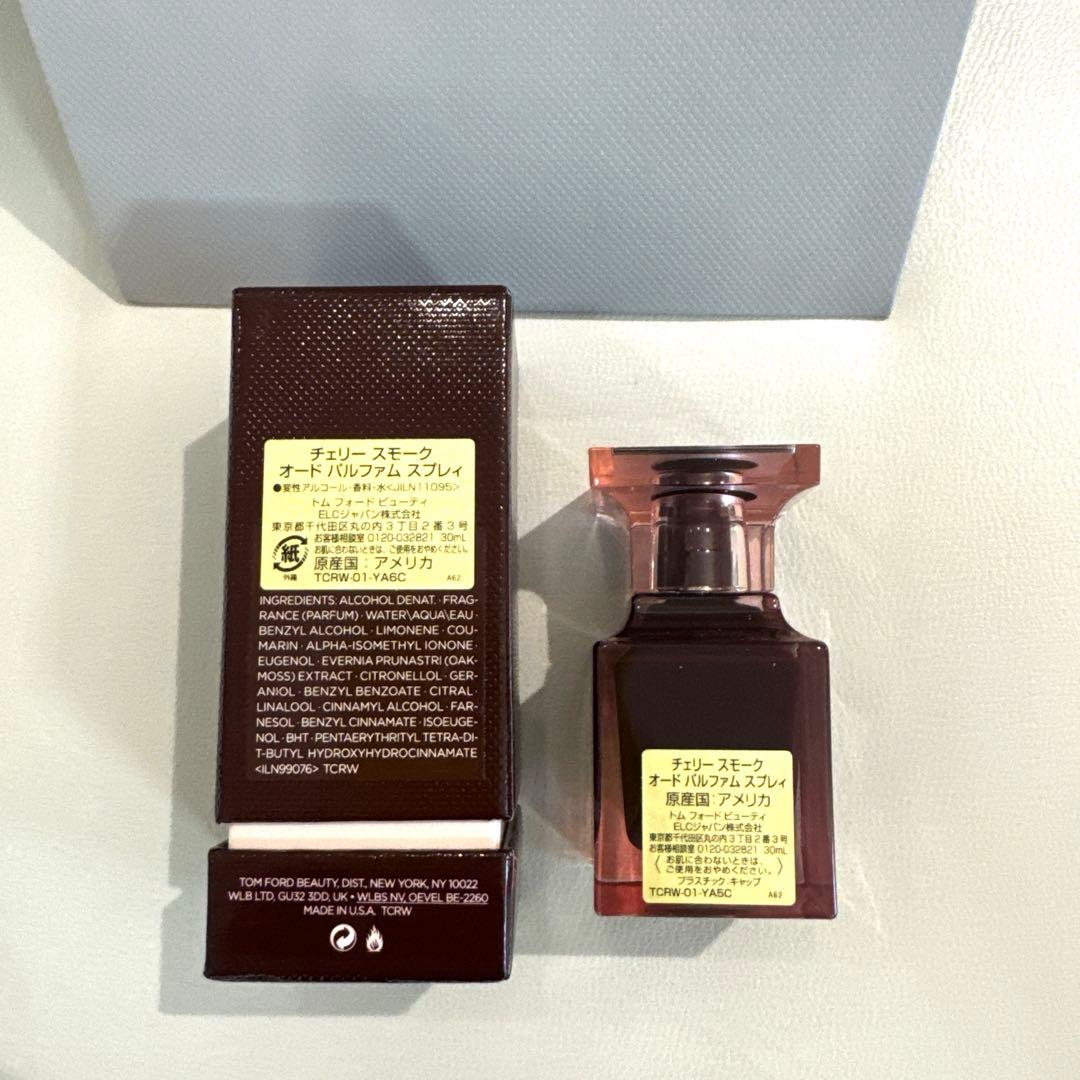 チェリー スモーク
オード パルファム スプレィ
●変性アルコール・香料・水<JILN11095>
トム フォード ビューティ
ELCジャパン株式会社
東京都千代田区丸の内3丁目2番3号
お客様相談室 0120-032821 30mL
お肌に合わないときは、ご使用をおやめください。
紙
外箱
原産国：アメリカ
TCRW-01-YA6C A62
INGREDIENTS: ALCOHOL DENAT. · FRAG-
RANCE (PARFUM) · WATER\AQUA\EAU
BENZYL ALCOHOL · LIMONENE · COU-
MARIN · ALPHA-ISOMETHYL IONONE
EUGENOL · EVERNIA PRUNASTRI (OAK-
MOSS) EXTRACT · CITRONELLOL · GER-
ANIOL · BENZYL BENZOATE · CITRAL
LINALOOL · CINNAMYL ALCOHOL · FAR-
NESOL · BENZYL CINNAMATE · ISOEUGE-
NOL · BHT · PENTAERYTHRITYL TETRA-DI-
T-BUTYL HYDROXYHYDROCINNAMATE
<ILN99076> TCRW
TOM FORD BEAUTY, DIST., NEW YORK, NY 10022
WLB LTD, GU32 3DD, UK • WLBS NV, OEVEL BE-2260
MADE IN U.S.A. TCRW
チェリー スモーク
オード パルファム スプレィ
原産国：アメリカ
トム フォード ビューティ
ELCジャパン株式会社
東京都千代田区丸の内3丁目2番3号
お客様相談室 0120-032821 30mL
〈お肌に合わないときは、
ご使用をおやめください。〉
プラスチック キャップ
TCRW-01-YA5C A62